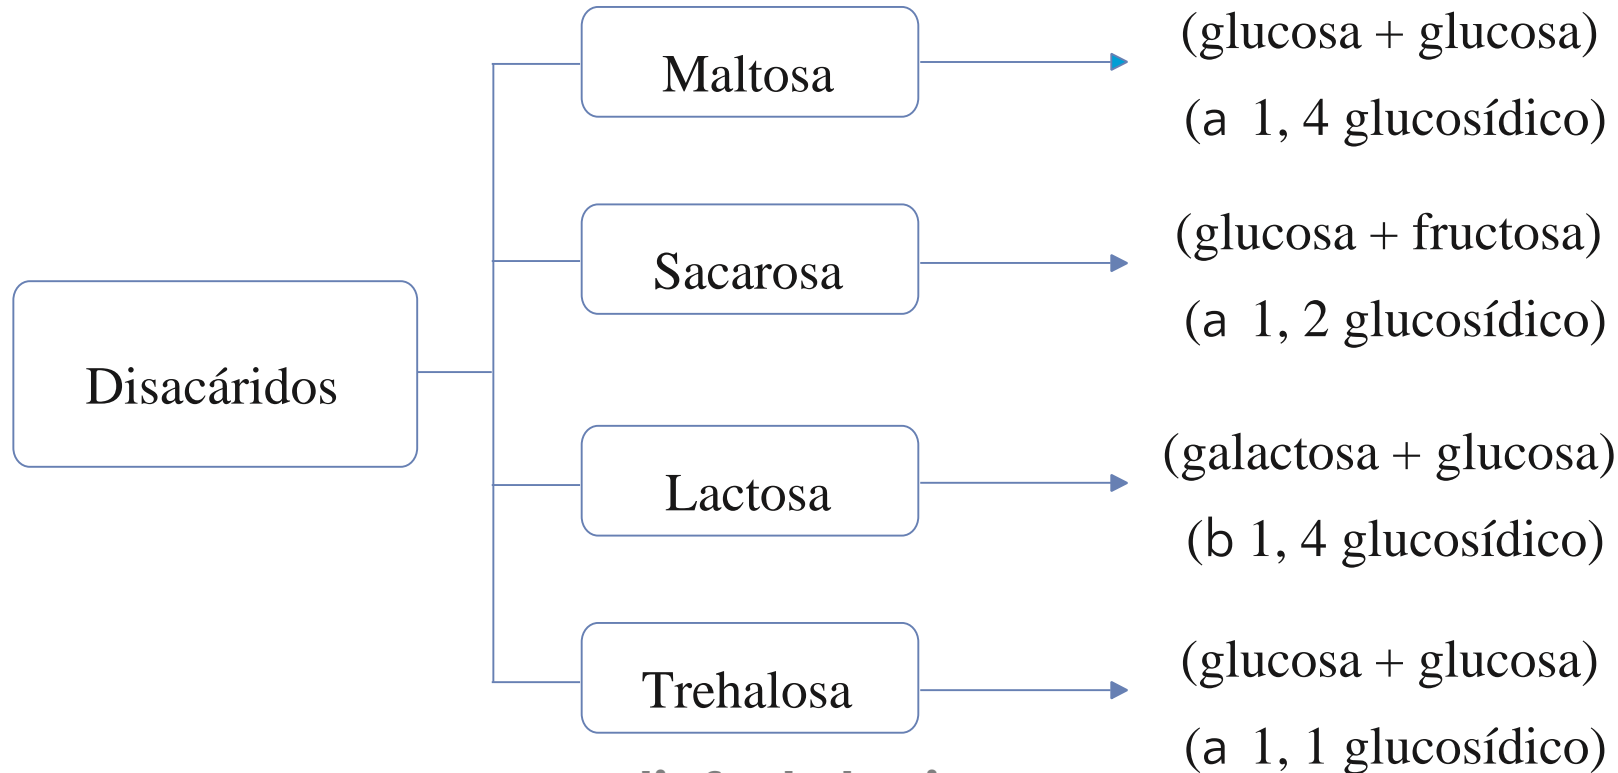 Disacáridos
Maltosa
(glucosa + glucosa)
(a 1, 4 glucosídico)
Sacarosa
(glucosa + fructosa)
(a 1, 2 glucosídico)
Lactosa
(galactosa + glucosa)
(b 1, 4 glucosídico)
Trehalosa
(glucosa + glucosa)
(a 1, 1 glucosídico)